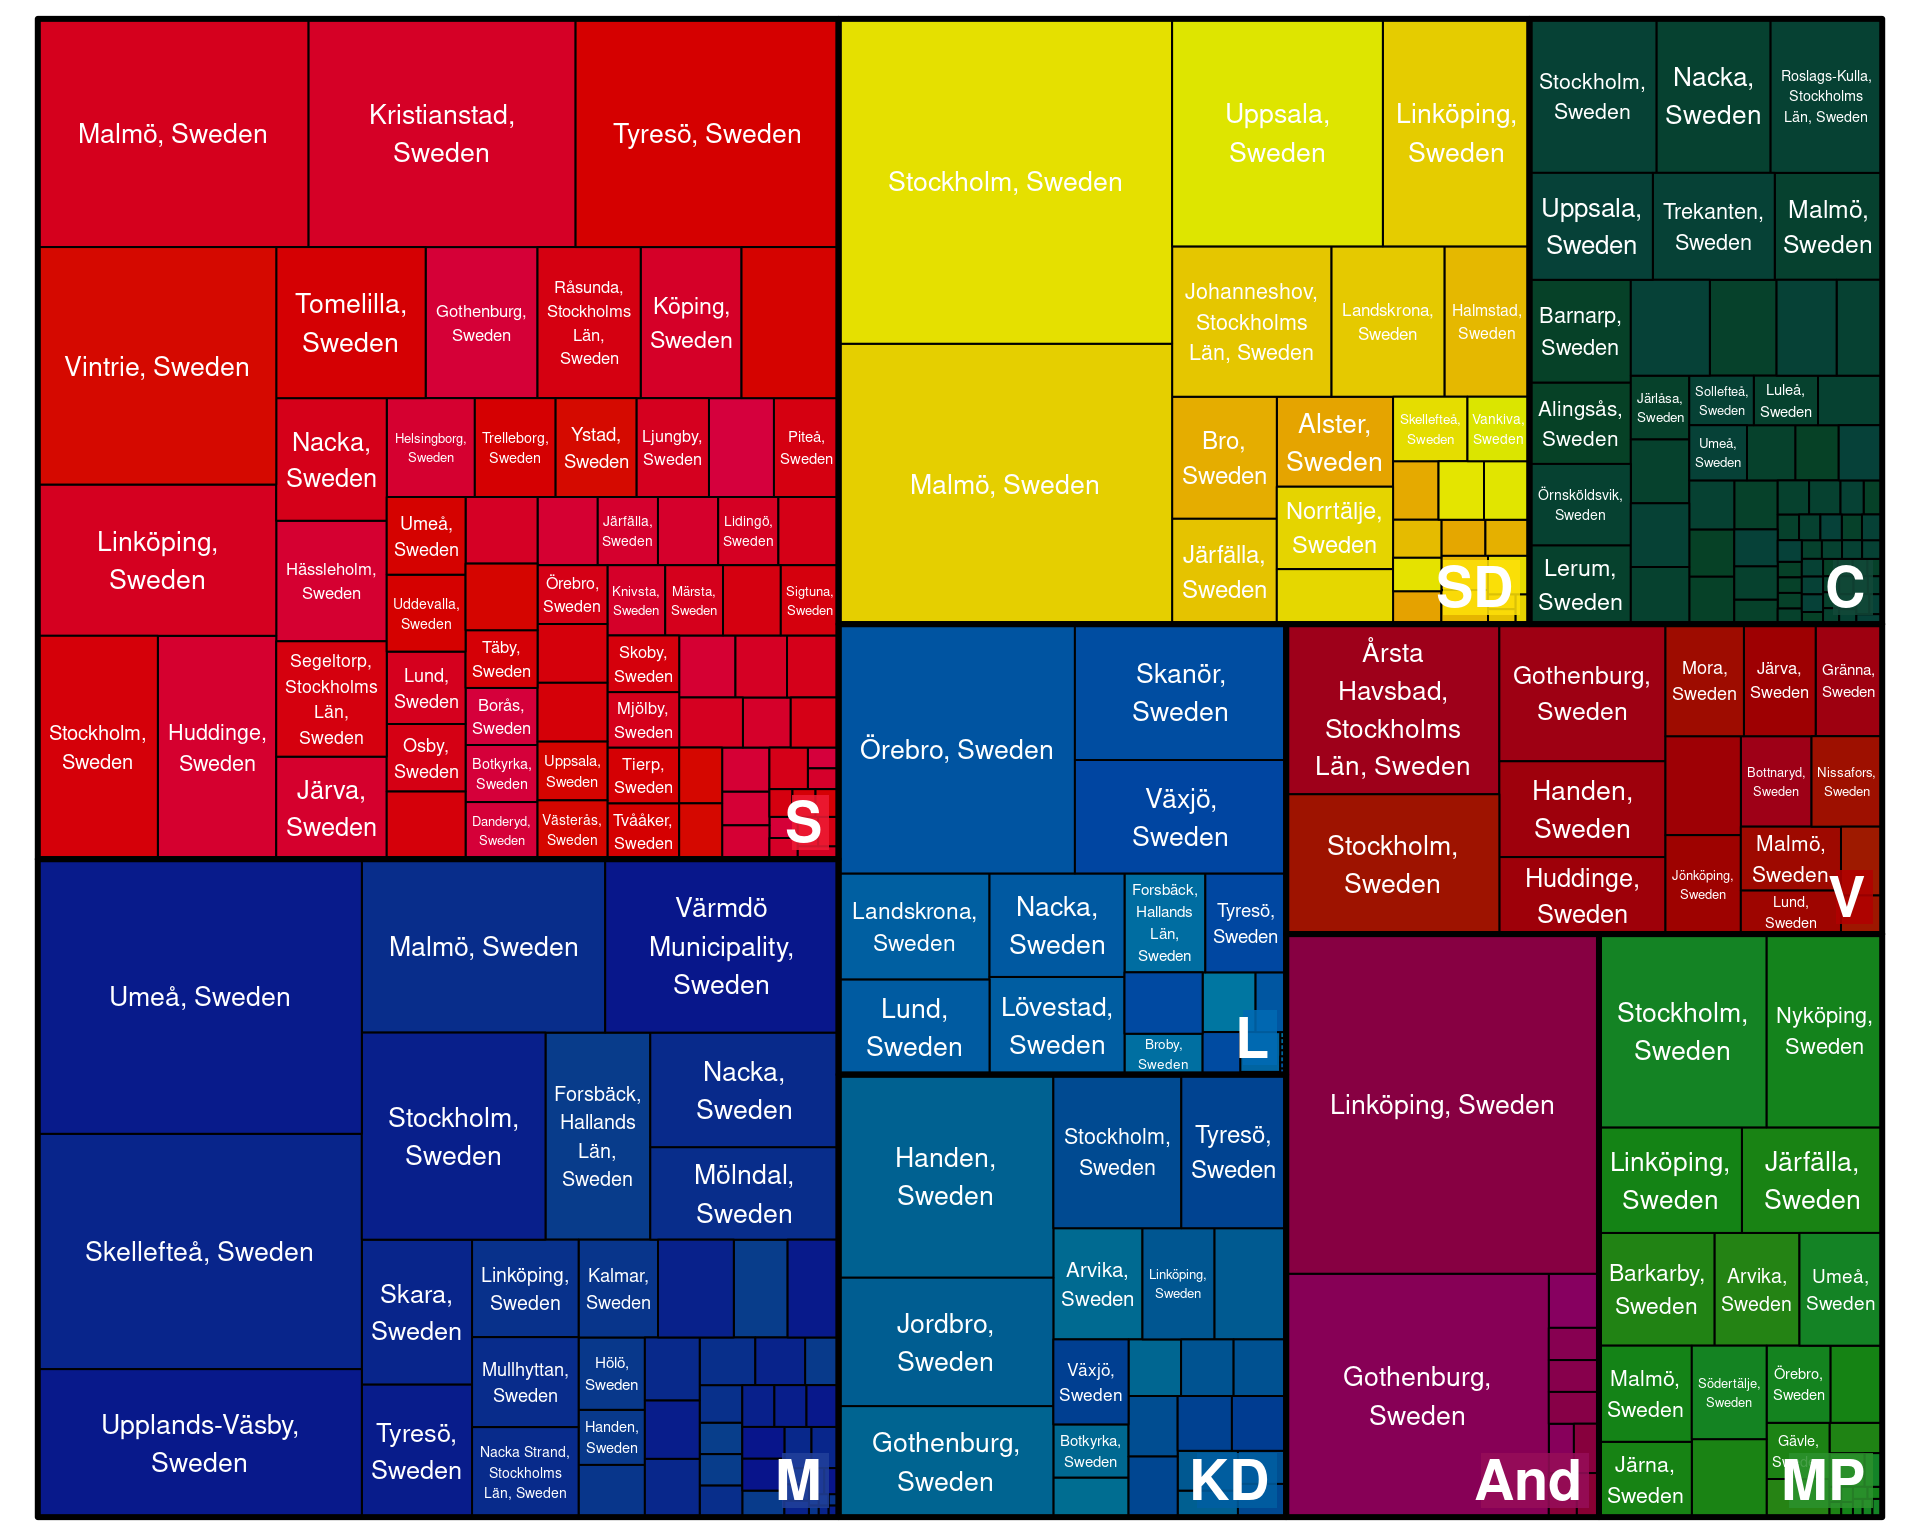 Malmö, Sweden
Kristianstad,
Sweden
Tyresö, Sweden
Vintrie, Sweden
Tomelilla,
Sweden
Gothenburg,
Sweden
Råsunda,
Stockholms
Län,
Sweden
Köping,
Sweden
Linköping,
Sweden
Nacka,
Sweden
Helsingborg,
Sweden
Trelleborg,
Sweden
Ystad,
Sweden
Ljungby,
Sweden
Piteå,
Sweden
Hässleholm,
Sweden
Umeå,
Sweden
Järfälla,
Sweden
Lidingö,
Sweden
Uddevalla,
Sweden
Örebro,
Sweden
Knivsta,
Sweden
Märsta,
Sweden
Sigtuna,
Sweden
Stockholm,
Sweden
Huddinge,
Sweden
Segeltorp,
Stockholms
Län,
Sweden
Lund,
Sweden
Täby,
Sweden
Skoby,
Sweden
Borås,
Sweden
Mjölby,
Sweden
Järva,
Sweden
Osby,
Sweden
Botkyrka,
Sweden
Uppsala,
Sweden
Tierp,
Sweden
Danderyd,
Sweden
Västerås,
Sweden
Tvååker,
Sweden
S
Stockholm, Sweden
Uppsala,
Sweden
Linköping,
Sweden
Johanneshov,
Stockholms
Län, Sweden
Landskrona,
Sweden
Halmstad,
Sweden
Malmö, Sweden
Bro,
Sweden
Alster,
Sweden
Skellefteå,
Sweden
Vankiva,
Sweden
Järfälla,
Sweden
Norrtälje,
Sweden
SD
Stockholm,
Sweden
Nacka,
Sweden
Roslags-Kulla,
Stockholms
Län, Sweden
Uppsala,
Sweden
Trekanten,
Sweden
Malmö,
Sweden
Barnarp,
Sweden
Alingsås,
Sweden
Järlåsa,
Sweden
Sollefteå,
Sweden
Luleå,
Sweden
Umeå,
Sweden
Örnsköldsvik,
Sweden
Lerum,
Sweden
C
Umeå, Sweden
Malmö, Sweden
Värmdö
Municipality,
Sweden
Skellefteå, Sweden
Stockholm,
Sweden
Forsbäck,
Hallands
Län,
Sweden
Nacka,
Sweden
Mölndal,
Sweden
Upplands-Väsby,
Sweden
Skara,
Sweden
Linköping,
Sweden
Kalmar,
Sweden
Tyresö,
Sweden
Mullhyttan,
Sweden
Hölö,
Sweden
Nacka Strand,
Stockholms
Län, Sweden
Handen,
Sweden
M
Örebro, Sweden
Skanör,
Sweden
Växjö,
Sweden
Landskrona,
Sweden
Nacka,
Sweden
Forsbäck,
Hallands
Län,
Sweden
Tyresö,
Sweden
Lund,
Sweden
Lövestad,
Sweden
Broby,
Sweden
L
Handen,
Sweden
Stockholm,
Sweden
Tyresö,
Sweden
Jordbro,
Sweden
Arvika,
Sweden
Linköping,
Sweden
Gothenburg,
Sweden
Växjö,
Sweden
Botkyrka,
Sweden
KD
Årsta
Havsbad,
Stockholms
Län, Sweden
Gothenburg,
Sweden
Mora,
Sweden
Järva,
Sweden
Gränna,
Sweden
Stockholm,
Sweden
Handen,
Sweden
Bottnaryd,
Sweden
Nissafors,
Sweden
Huddinge,
Sweden
Jönköping,
Sweden
Malmö,
Sweden
Lund,
Sweden
V
Linköping, Sweden
Gothenburg,
Sweden
And
Stockholm,
Sweden
Nyköping,
Sweden
Linköping,
Sweden
Järfälla,
Sweden
Barkarby,
Sweden
Arvika,
Sweden
Umeå,
Sweden
Malmö,
Sweden
Södertälje,
Sweden
Örebro,
Sweden
Järna,
Sweden
Gävle,
MP